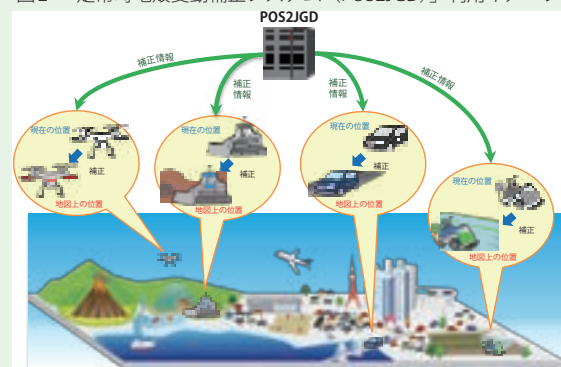 POS2JGD
補正情報
補正
情報
補正
情報
補正情報
現在の位置
補正
地図上の位置
現在の位置
補正
地図上の位置
現在の位置
補正
地図上の位置
現在の位置
補正
地図上の位置